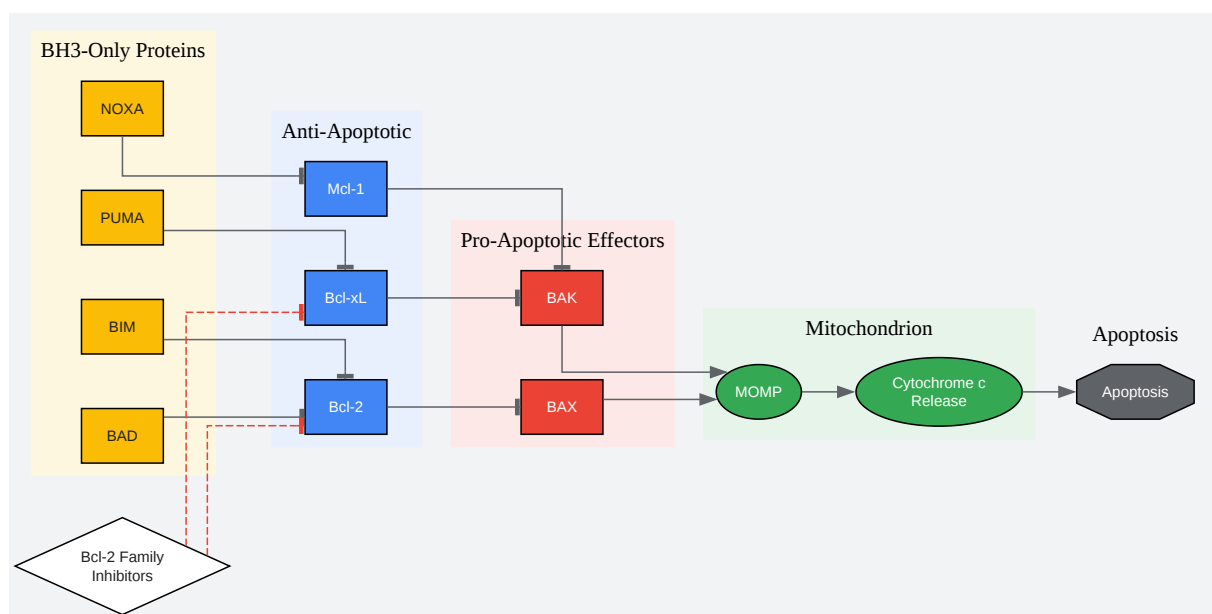 BH3-Only Proteins
NOXA
PUMA
BIM
BAD
Bcl-2 Family
Inhibitors
Anti-Apoptotic
Mcl-1
Bcl-xL
Bcl-2
Pro-Apoptotic Effectors
BAK
BAX
Mitochondrion
MOMP
Cytochrome c
Release
Apoptosis
Apoptosis